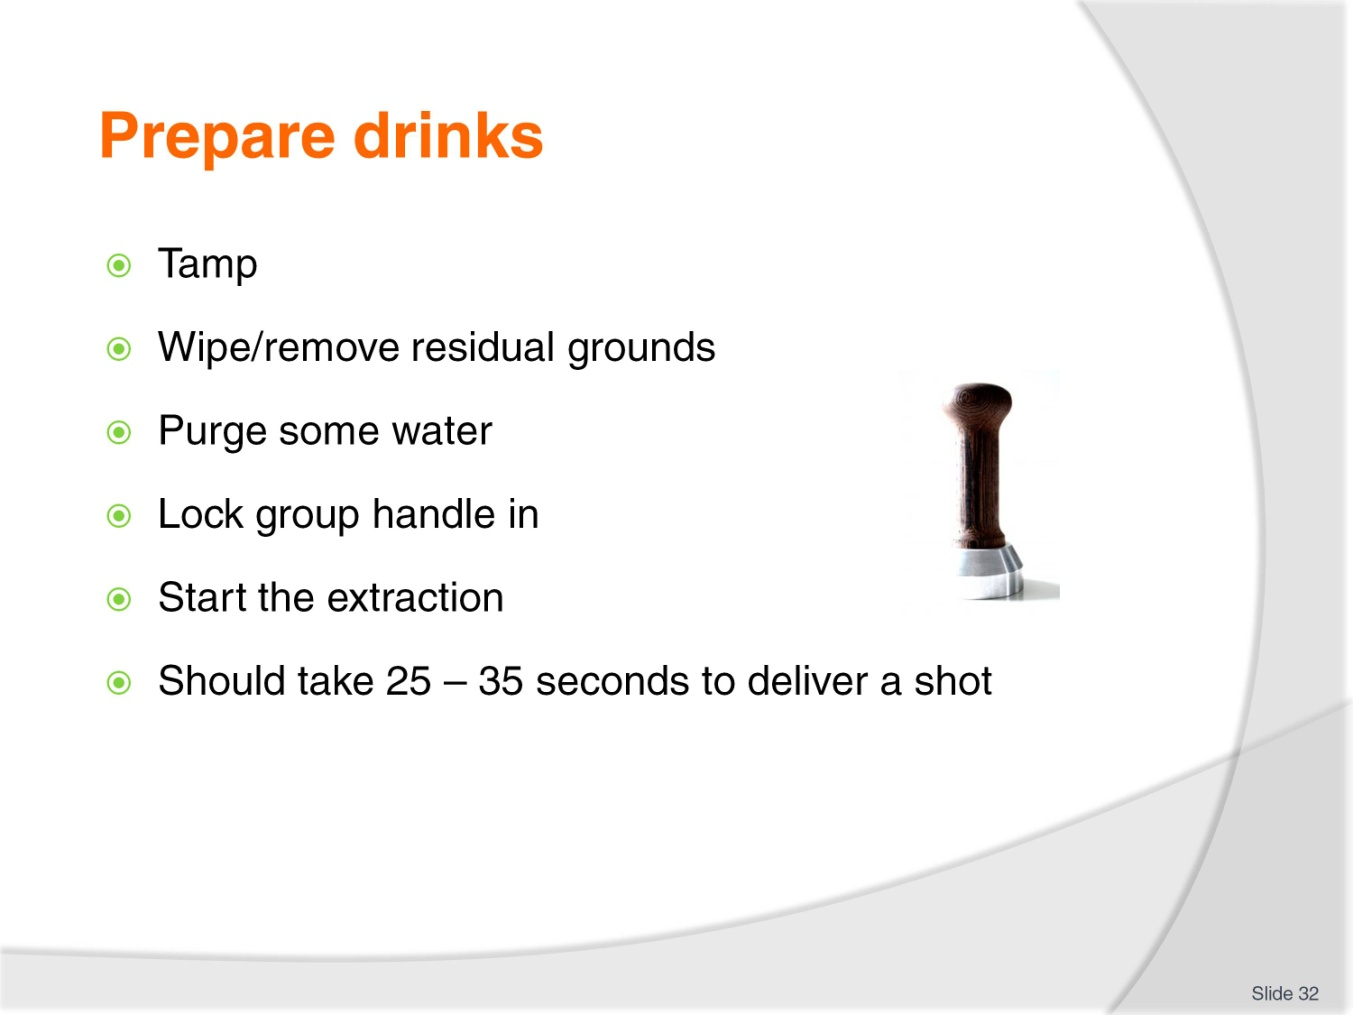 Prepare drinks
Tamp
Wipe/remove residual grounds
Purge some water
Lock group handle in
Start the extraction
Should take 25 – 35 seconds to deliver a shot
Slide 32